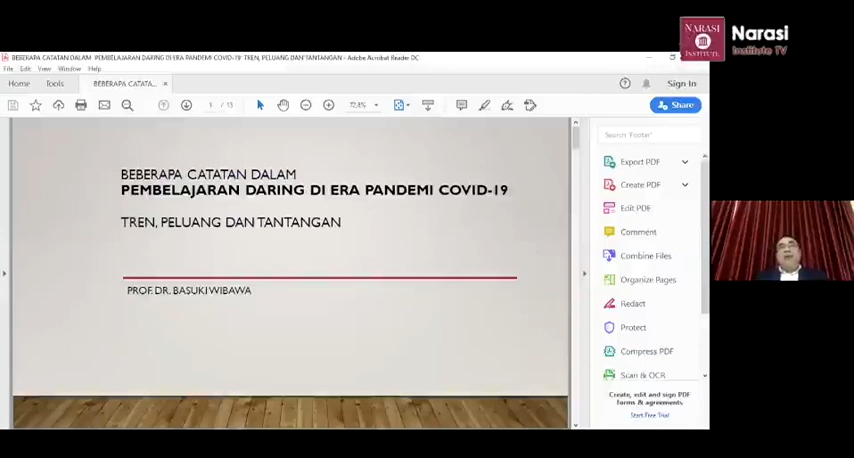 NARASI
INSTITUTE
Narasi
Institute TV
BEBERAPA CATATAN DALAM 'PEMBELAJARAN DARING DI ERA PANDEMI COVID-19' TREN, PELUANG DAN TANTANGAN - Adobe Acrobat Reader DC
File Edit View Window Help
Home Tools BEBERAPA CATATA... × Sign In
1 / 13 72,8% Share
BEBERAPA CATATAN DALAM
PEMBELAJARAN DARING DI ERA PANDEMI COVID-19
TREN, PELUANG DAN TANTANGAN
PROF. DR. BASUKI WIBAWA
Search 'Footer'
Export PDF
Create PDF
Edit PDF
Comment
Combine Files
Organize Pages
Redact
Protect
Compress PDF
Scan & OCR
Create, edit and sign PDF
forms & agreements
Start Free Trial